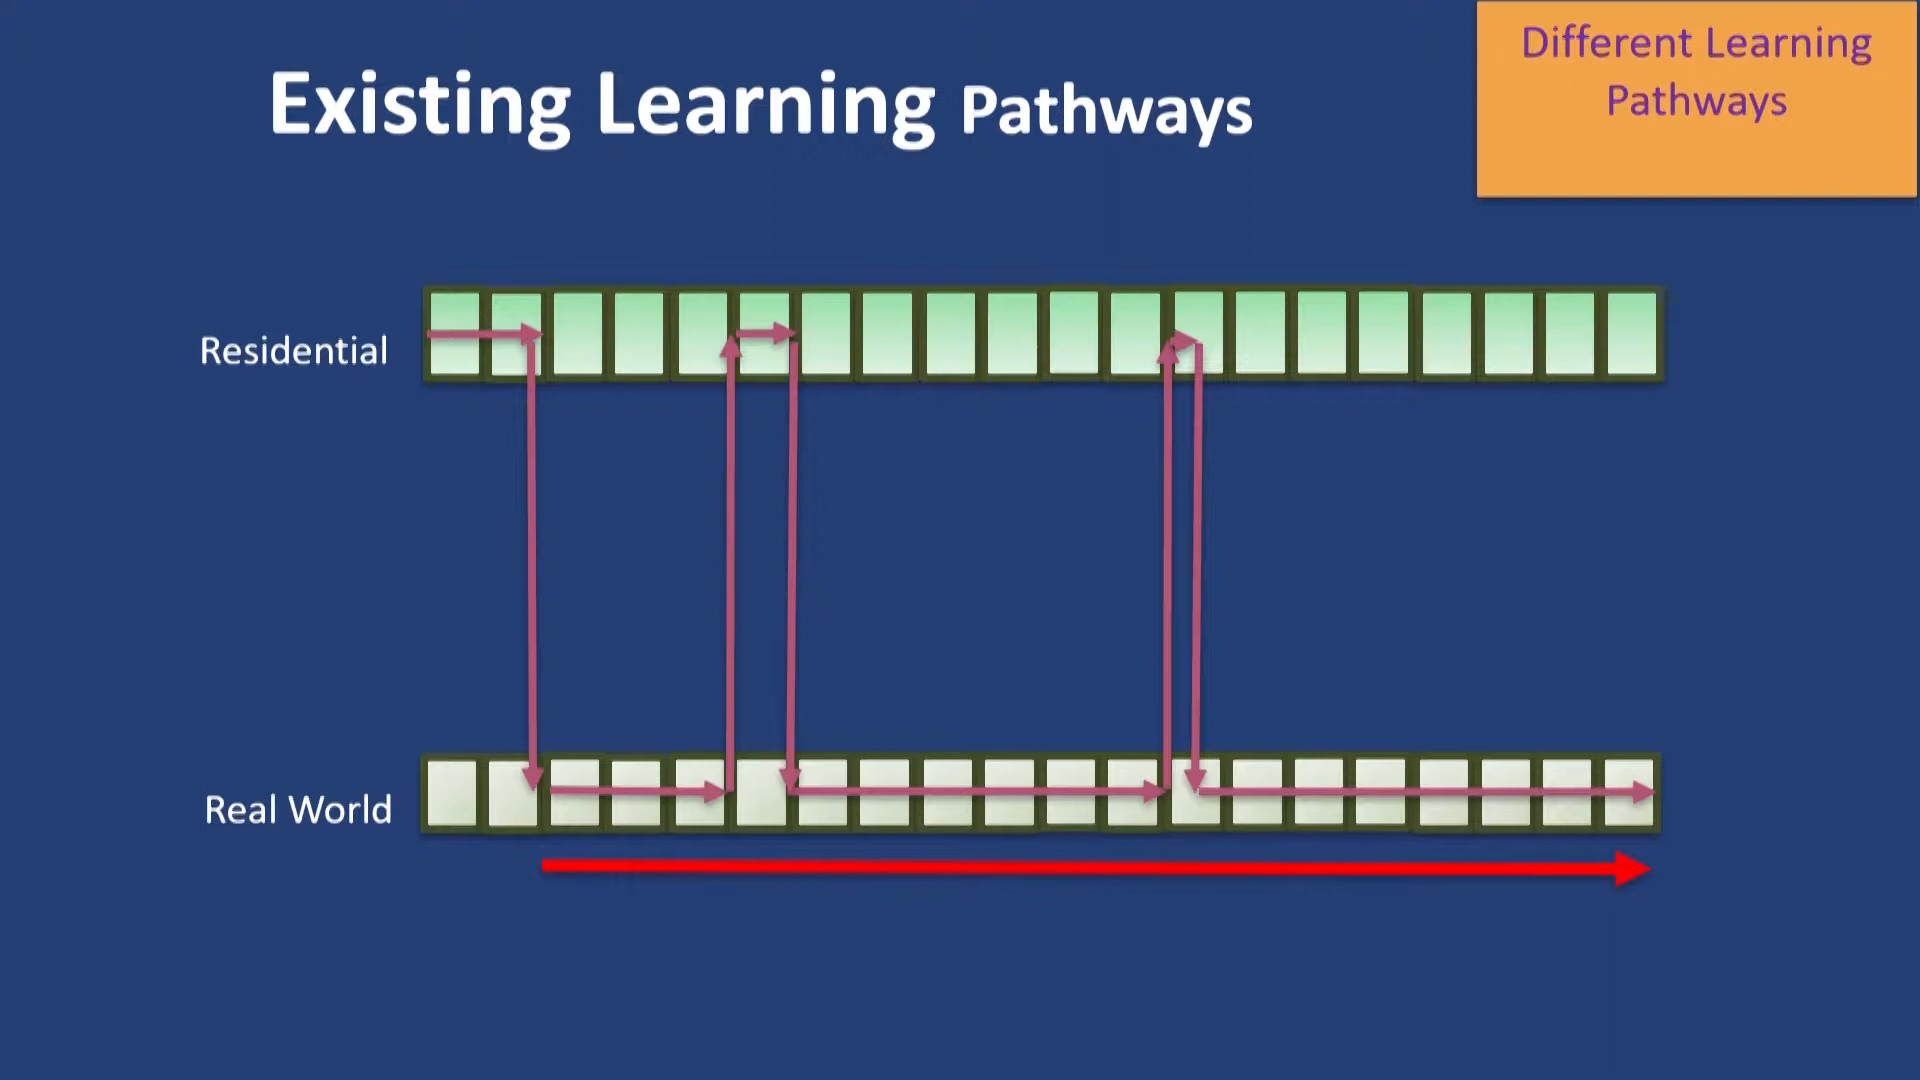 Existing Learning Pathways
Different Learning
Pathways
Residential
Real World